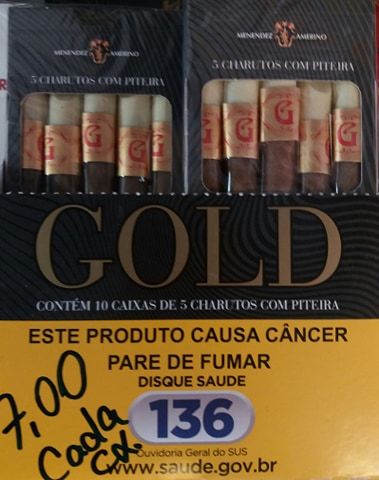 MENENDEZ AMERINO
5 CHARUTOS COM PITEIRA
G G G G
MENENDEZ AMERINO
5 CHARUTOS COM PITEIRA
G G G G
GOLD
CONTÉM 10 CAIXAS DE 5 CHARUTOS COM PITEIRA
ESTE PRODUTO CAUSA CÂNCER
PARE DE FUMAR
DISQUE SAUDE
136
Ouvidoria Geral do SUS
www.saude.gov.br
7,00
Cada
cx.